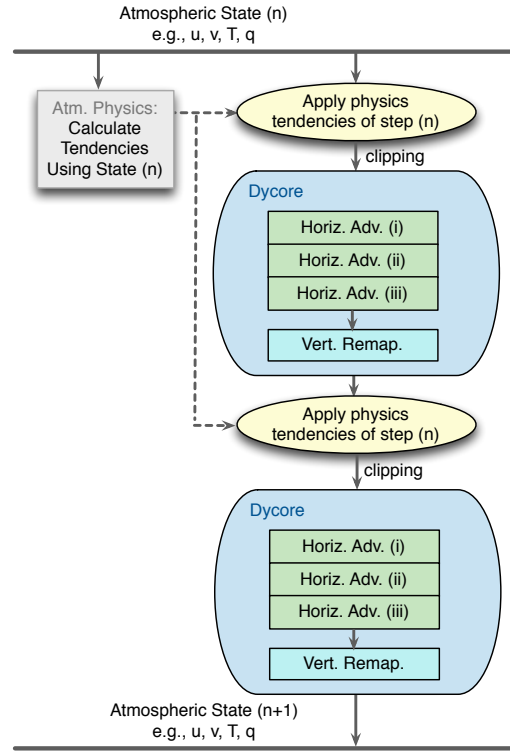 Atmospheric State (n)
e.g., u, v, T, q
Atm. Physics:
Calculate
Tendencies
Using State (n)
Apply physics
tendencies of step (n)
clipping
Dycore
Horiz. Adv. (i)
Horiz. Adv. (ii)
Horiz. Adv. (iii)
Vert. Remap.
Apply physics
tendencies of step (n)
clipping
Dycore
Horiz. Adv. (i)
Horiz. Adv. (ii)
Horiz. Adv. (iii)
Vert. Remap.
Atmospheric State (n+1)
e.g., u, v, T, q